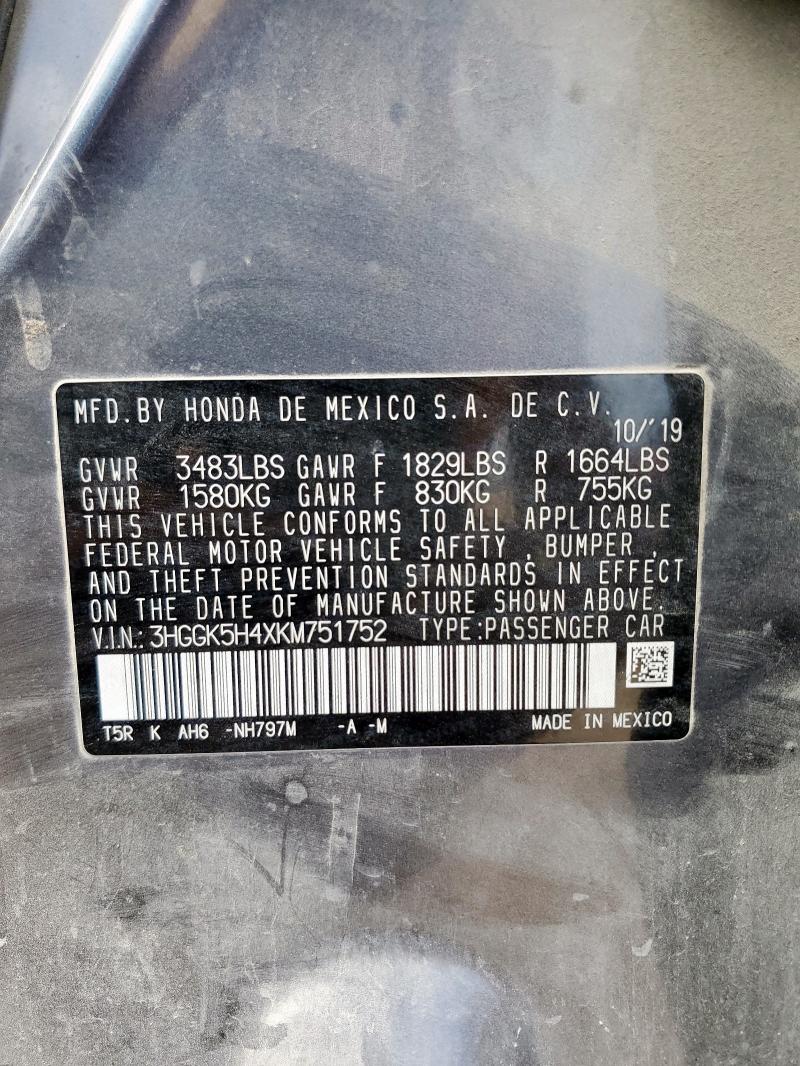 MFD.BY HONDA DE MEXICO S.A. DE C.V.
10/'19
GVWR 3483LBS GAWR F 1829LBS R 1664LBS
GVWR 1580KG GAWR F 830KG R 755KG
THIS VEHICLE CONFORMS TO ALL APPLICABLE
FEDERAL MOTOR VEHICLE SAFETY , BUMPER ,
AND THEFT PREVENTION STANDARDS IN EFFECT
ON THE DATE OF MANUFACTURE SHOWN ABOVE.
V.I.N.: 3HGGK5H4XKM751752 TYPE:PASSENGER CAR
T5R K AH6 -NH797M -A -M MADE IN MEXICO